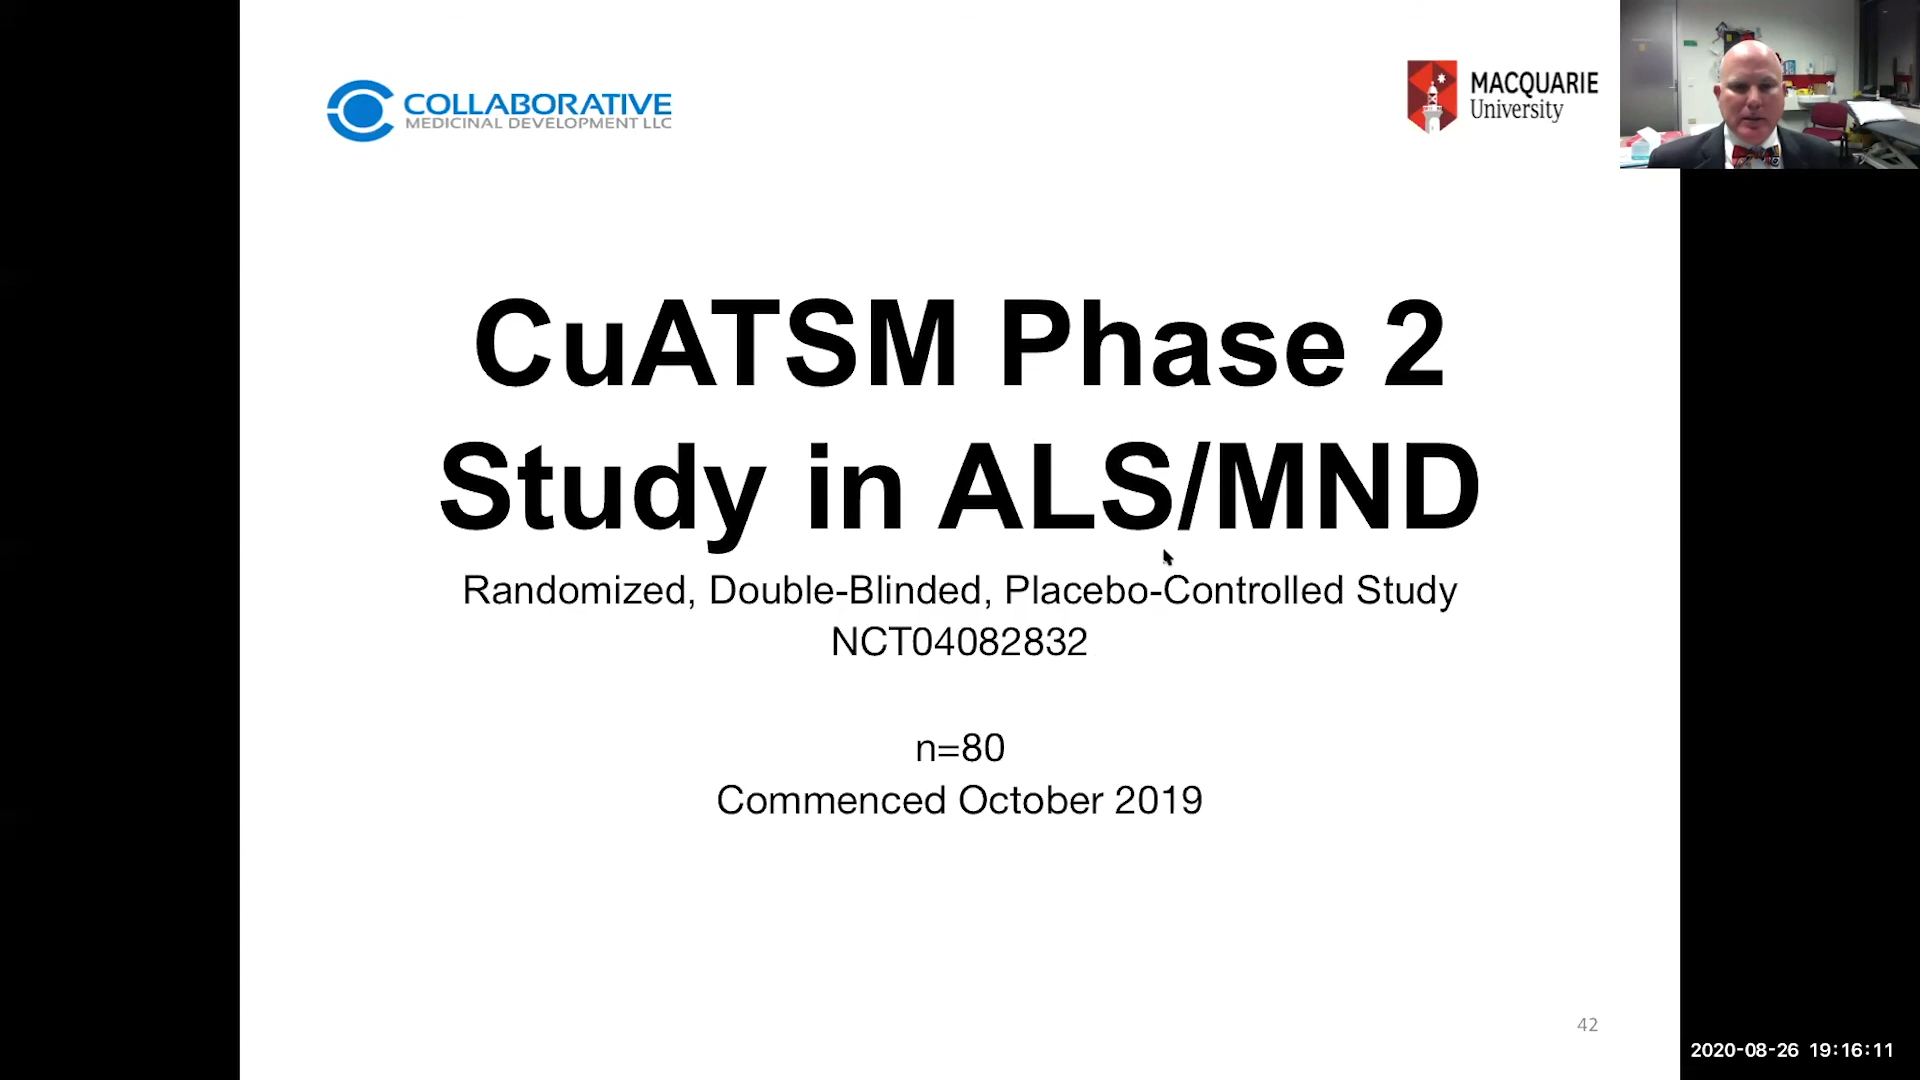 COLLABORATIVE
MEDICINAL DEVELOPMENT LLC
MACQUARIE
University
CuATSM Phase 2
Study in ALS/MND
Randomized, Double-Blinded, Placebo-Controlled Study
NCT04082832
n=80
Commenced October 2019
42
2020-08-26 19:16:11